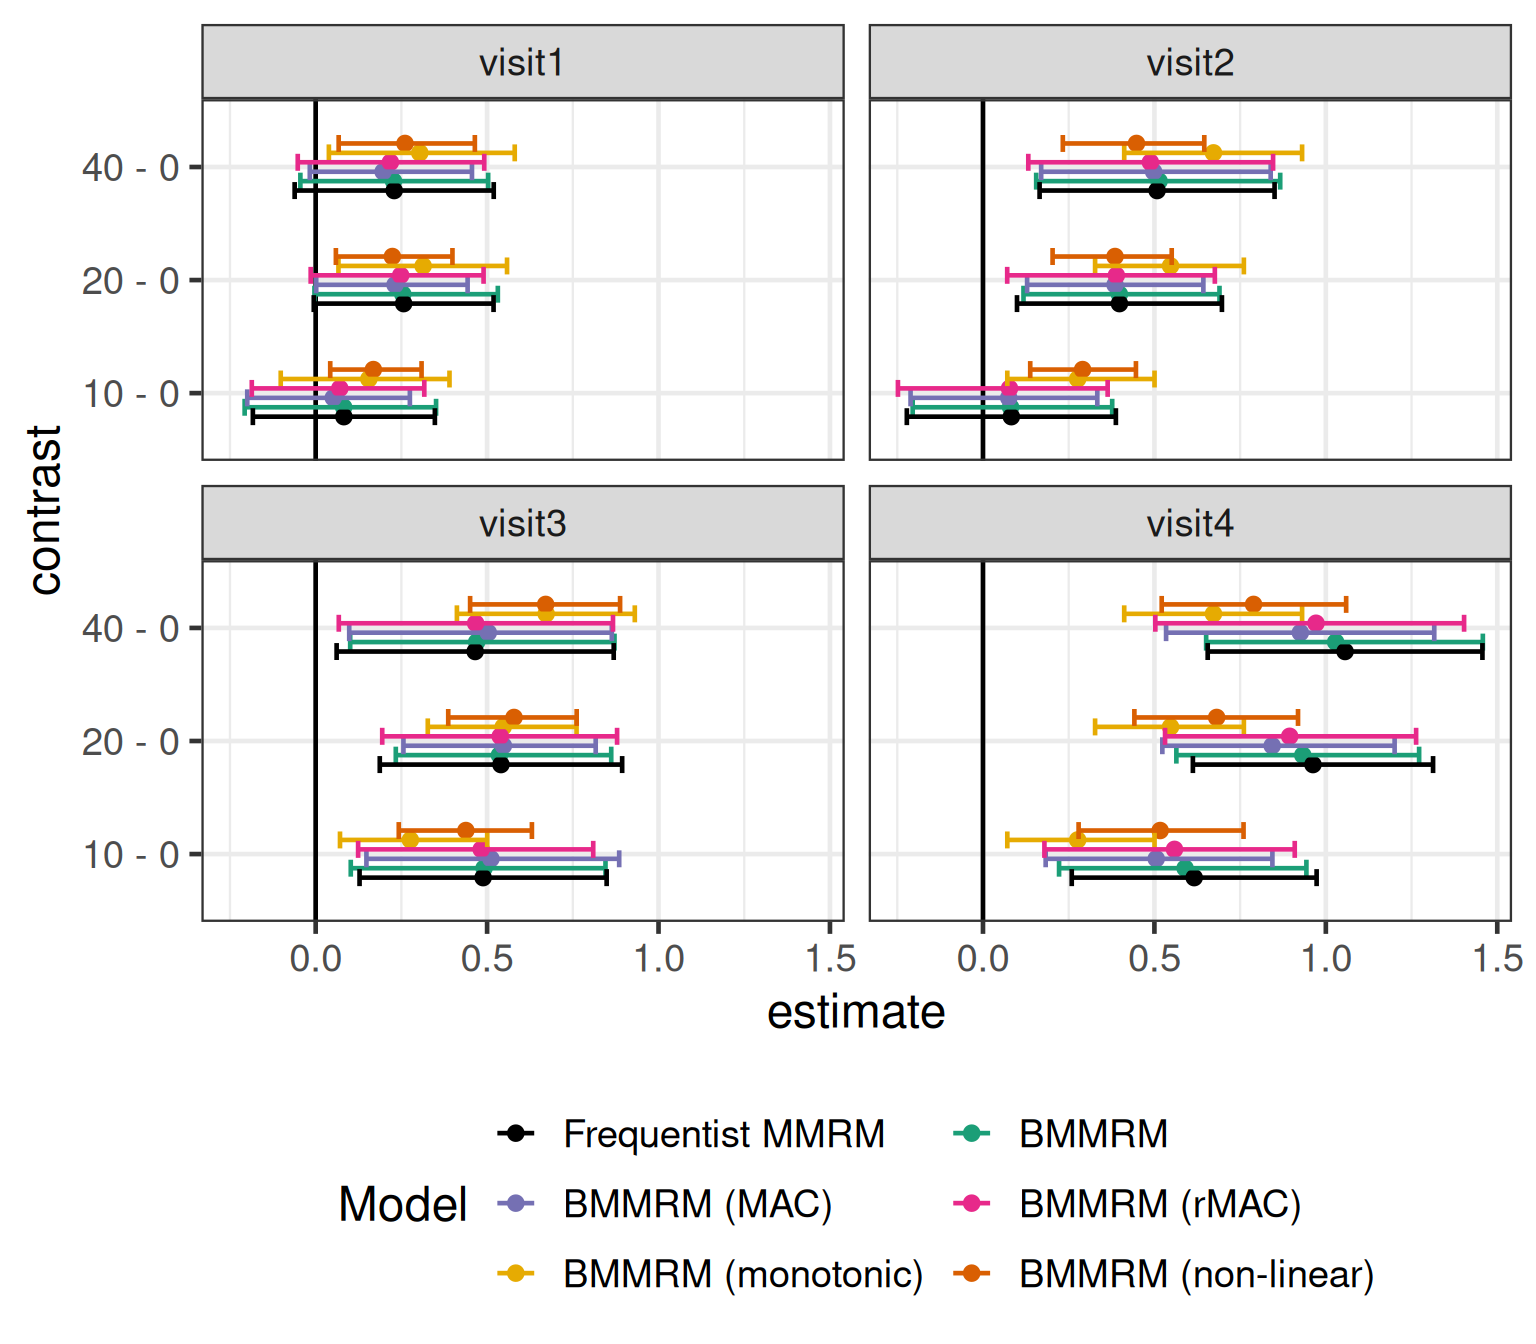 visit1
visit2
40 - 0
20 - 0
10 - 0
contrast
visit3
visit4
40 - 0
20 - 0
10 - 0
0.0 0.5 1.0 1.5
0.0 0.5 1.0 1.5
estimate
Model
Frequentist MMRM
BMMRM
BMMRM (MAC)
BMMRM (rMAC)
BMMRM (monotonic)
BMMRM (non-linear)